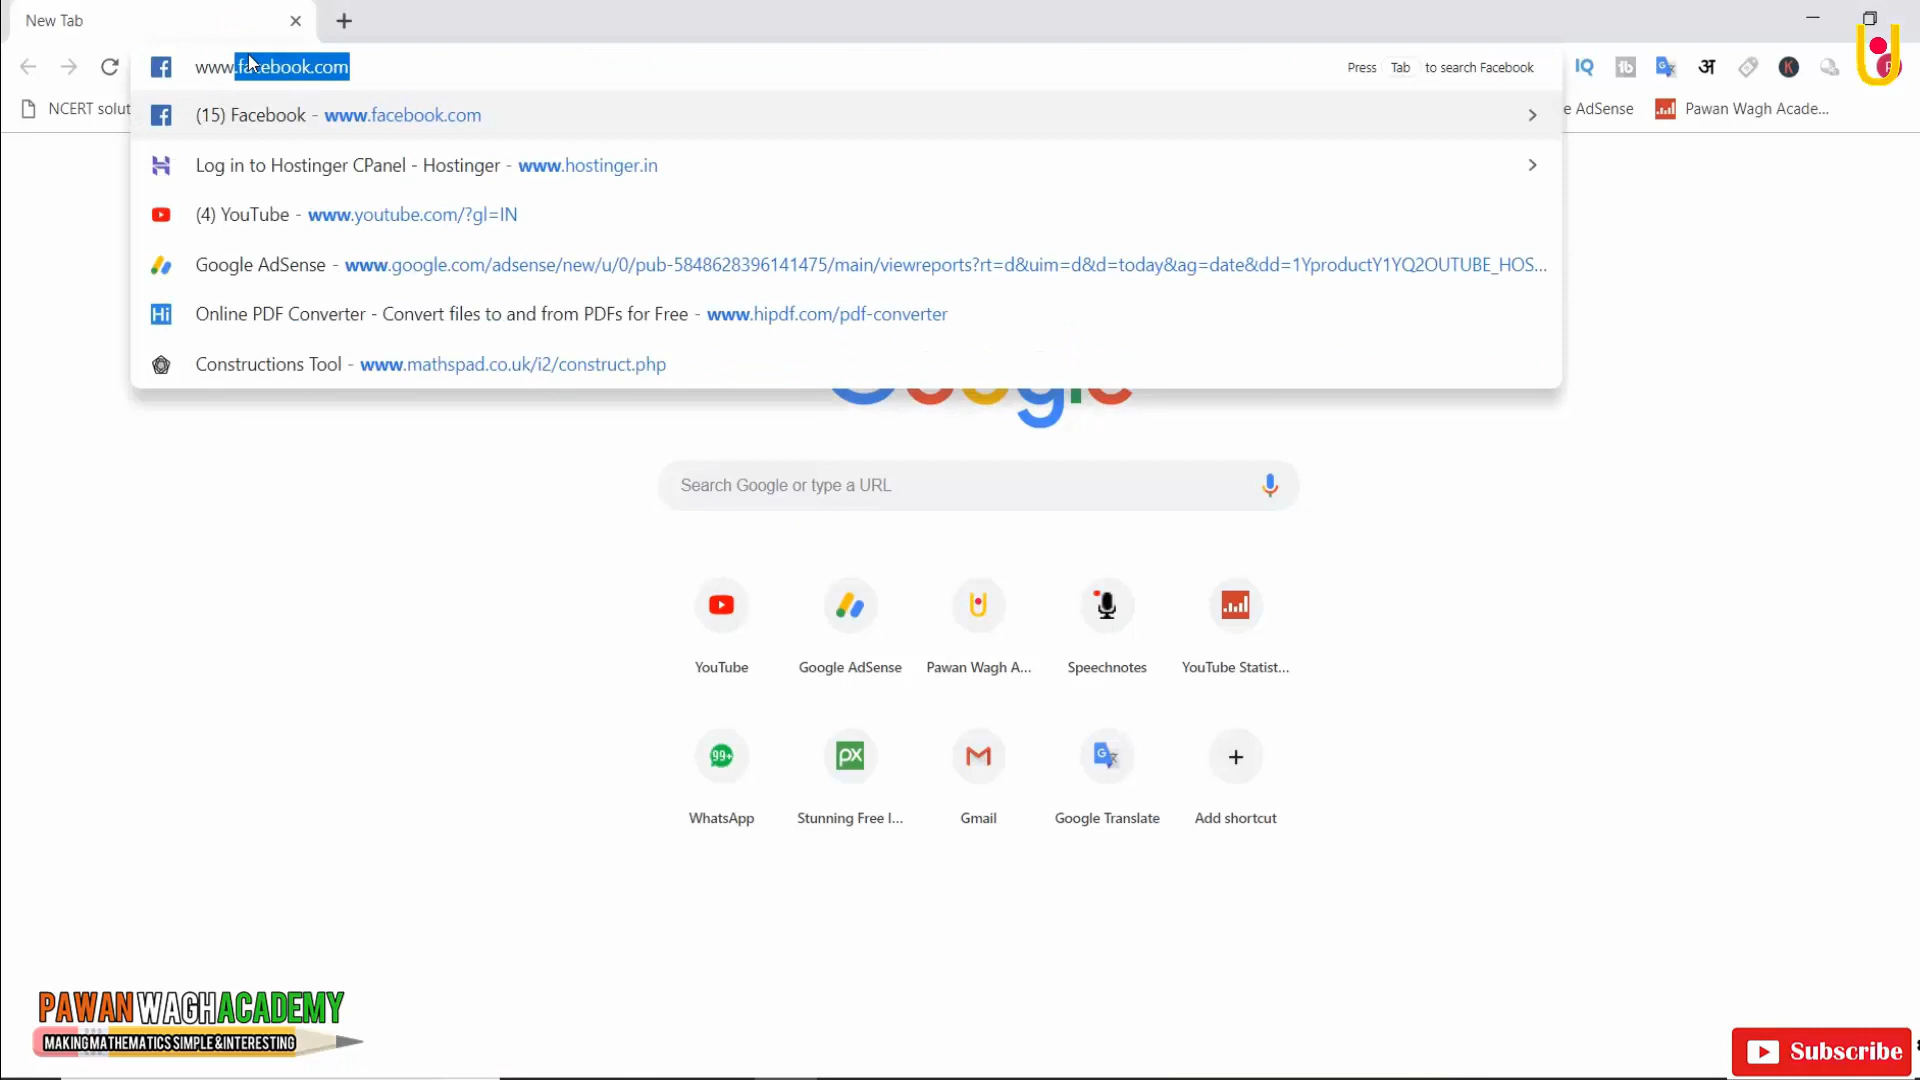 New Tab
www.facebook.com
Press Tab to search Facebook
NCERT solut
(15) Facebook - www.facebook.com
e AdSense
Pawan Wagh Acade...
Log in to Hostinger CPanel - Hostinger - www.hostinger.in
(4) YouTube - www.youtube.com/?gl=IN
Google AdSense - www.google.com/adsense/new/u/0/pub-5848628396141475/main/viewreports?rt=d&uim=d&d=today&ag=date&dd=1YproductY1YQ2OUTUBE_HOS...
Online PDF Converter - Convert files to and from PDFs for Free - www.hipdf.com/pdf-converter
Constructions Tool - www.mathspad.co.uk/i2/construct.php
Google
Search Google or type a URL
YouTube
Google AdSense
Pawan Wagh A...
Speechnotes
YouTube Statist...
99+
px
WhatsApp
Stunning Free I...
Gmail
Google Translate
Add shortcut
PAWAN WAGH ACADEMY
MAKING MATHEMATICS SIMPLE & INTERESTING
Subscribe